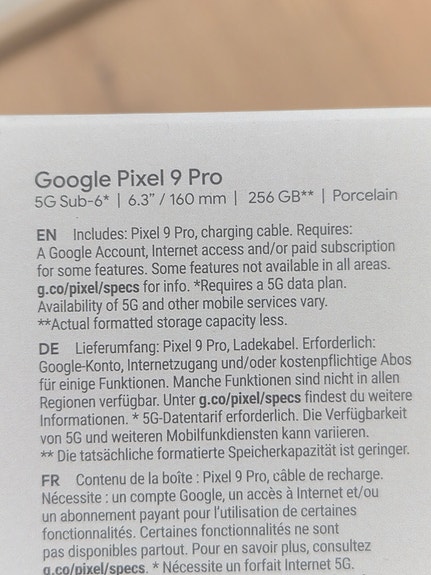 Google Pixel 9 Pro
5G Sub-6* | 6.3” / 160 mm | 256 GB** | Porcelain
EN Includes: Pixel 9 Pro, charging cable. Requires:
A Google Account, Internet access and/or paid subscription
for some features. Some features not available in all areas.
g.co/pixel/specs for info. *Requires a 5G data plan.
Availability of 5G and other mobile services vary.
**Actual formatted storage capacity less.
DE Lieferumfang: Pixel 9 Pro, Ladekabel. Erforderlich:
Google-Konto, Internetzugang und/oder kostenpflichtige Abos
für einige Funktionen. Manche Funktionen sind nicht in allen
Regionen verfügbar. Unter g.co/pixel/specs findest du weitere
Informationen. * 5G-Datentarif erforderlich. Die Verfügbarkeit
von 5G und weiteren Mobilfunkdiensten kann variieren.
** Die tatsächliche formatierte Speicherkapazität ist geringer.
FR Contenu de la boîte : Pixel 9 Pro, câble de recharge.
Nécessite : un compte Google, un accès à Internet et/ou
un abonnement payant pour l’utilisation de certaines
fonctionnalités. Certaines fonctionnalités ne sont
pas disponibles partout. Pour en savoir plus, consultez
g.co/pixel/specs. * Nécessite un forfait Internet 5G.